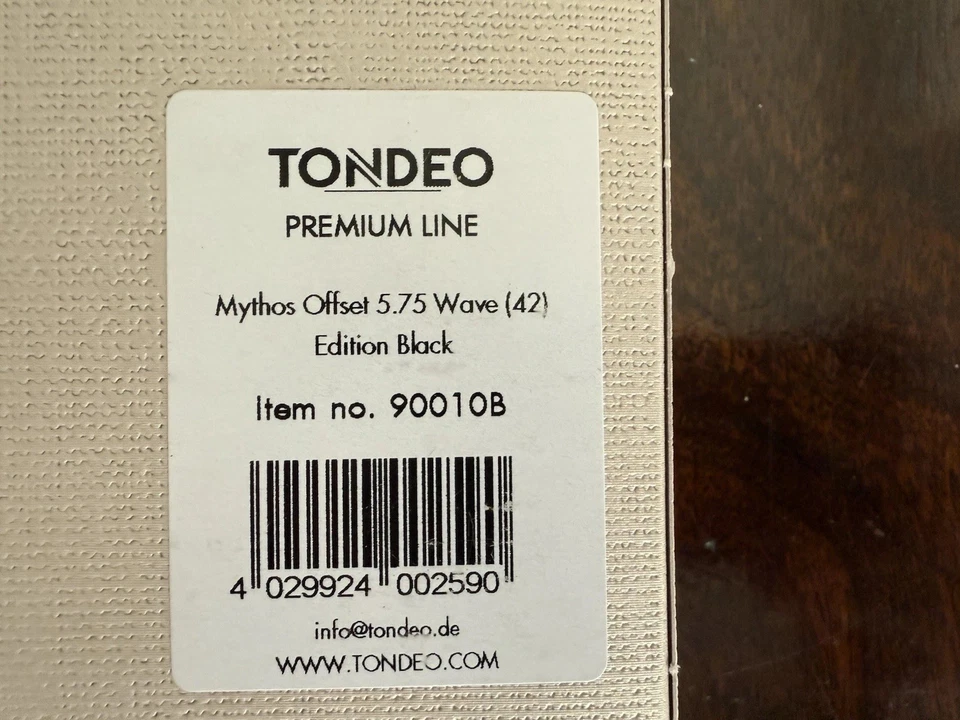 TONDEO
PREMIUM LINE
Mythos Offset 5.75 Wave (42)
Edition Black
Item no. 90010B
4 029924 002590
info@tondeo.de
WWW.TONDEO.COM